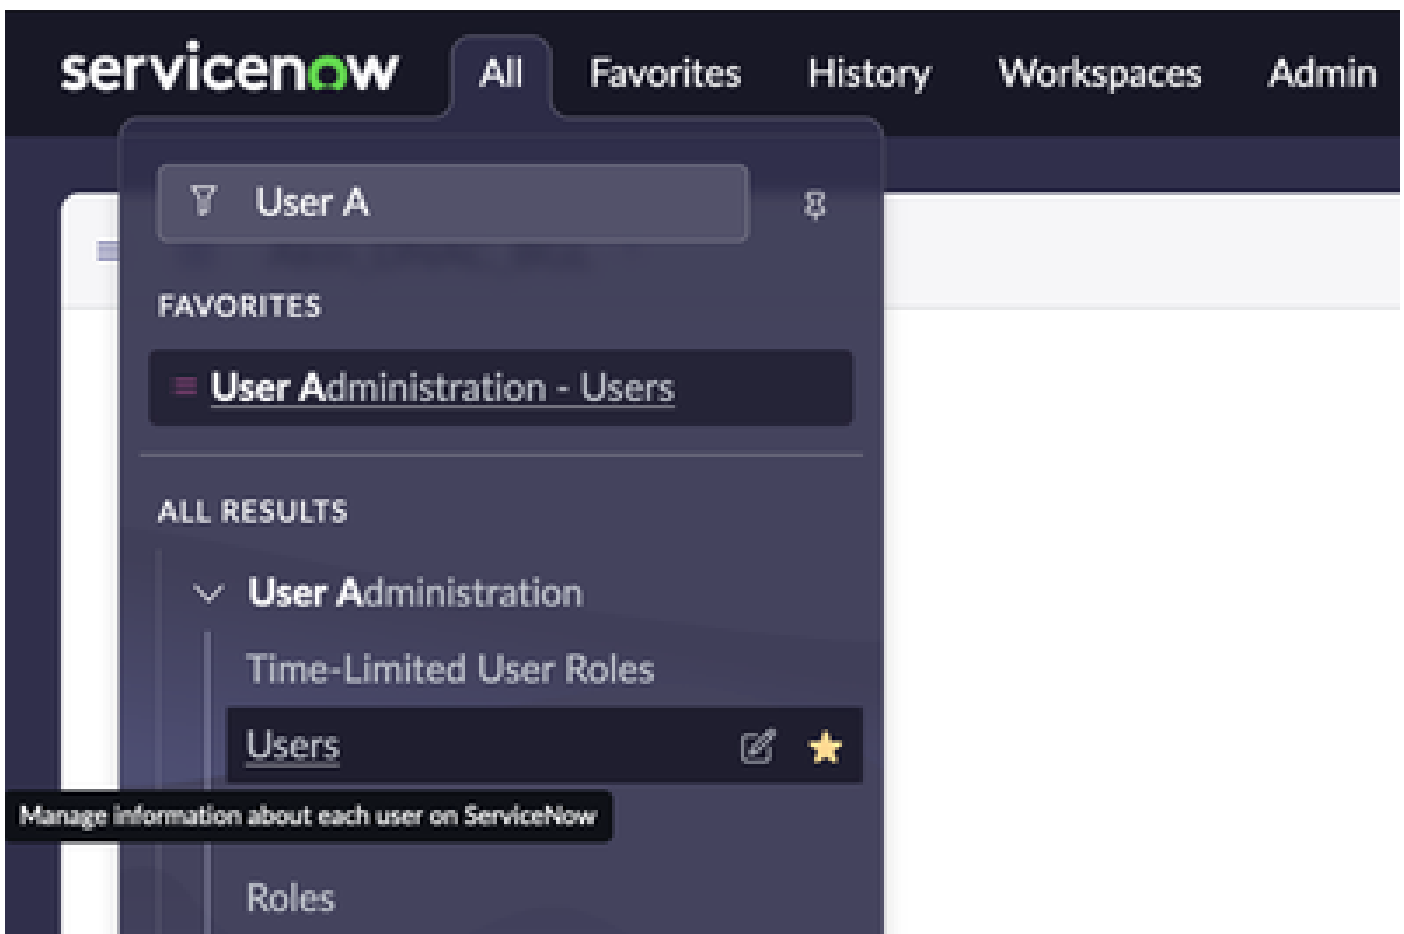 servicenow All Favorites History Workspaces Admin
User A
FAVORITES
User Administration - Users
ALL RESULTS
User Administration
Time-Limited User Roles
Users
Manage information about each user on ServiceNow
Roles